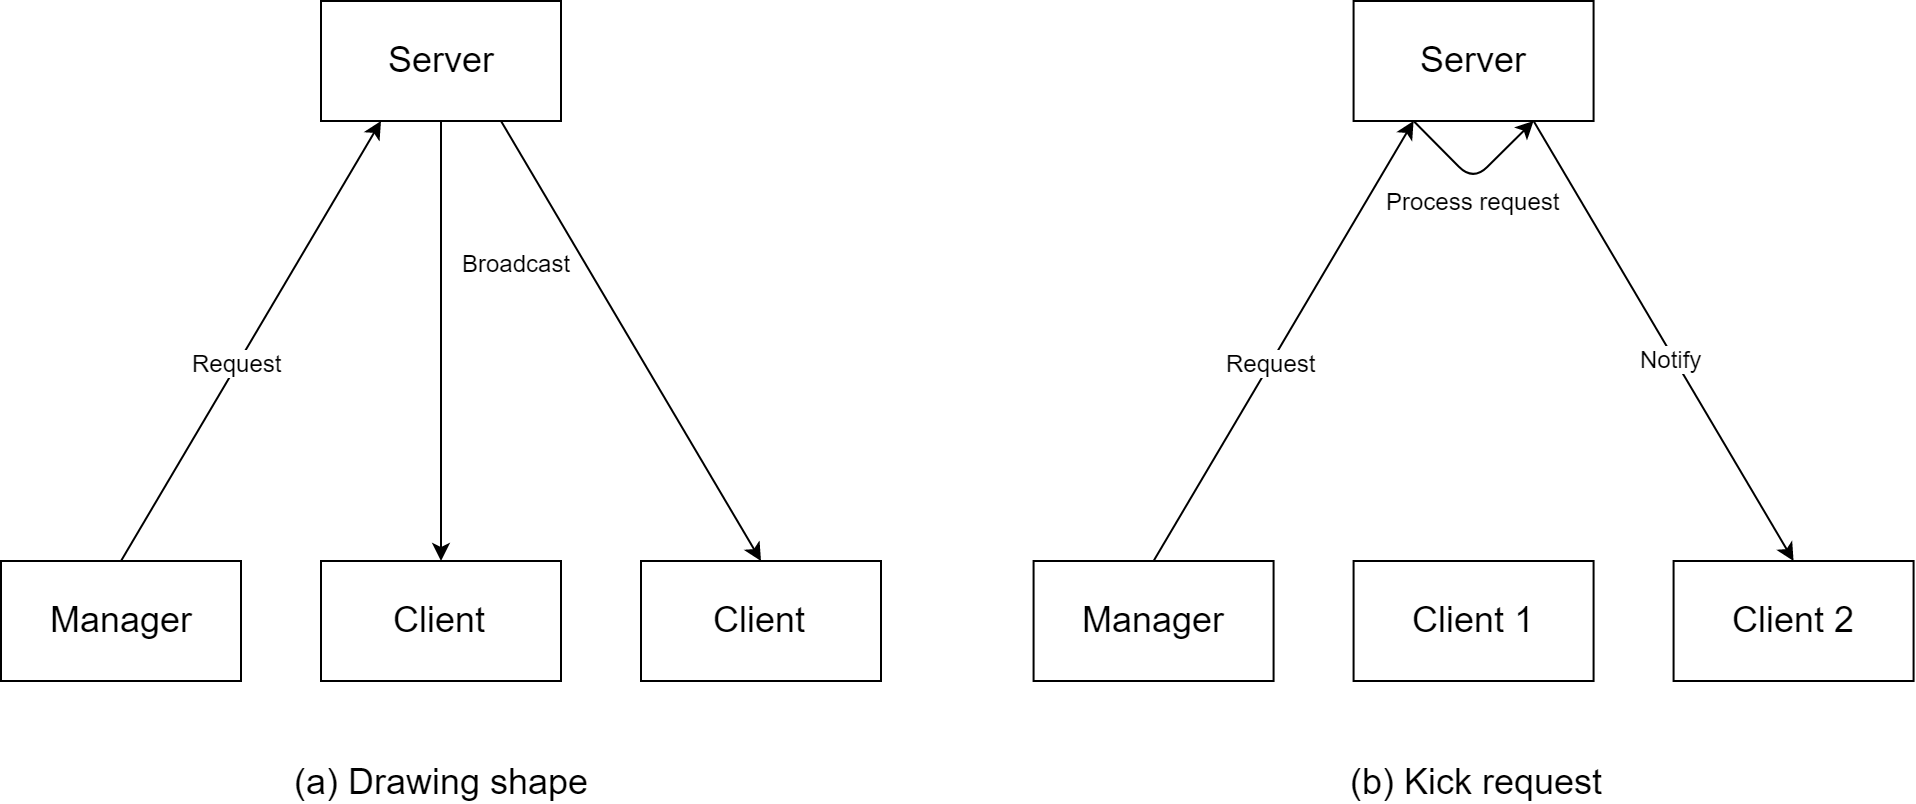 Server
Broadcast
Request
Manager
Client
Client
(a) Drawing shape
Server
Process request
Request
Notify
Manager
Client 1
Client 2
(b) Kick request